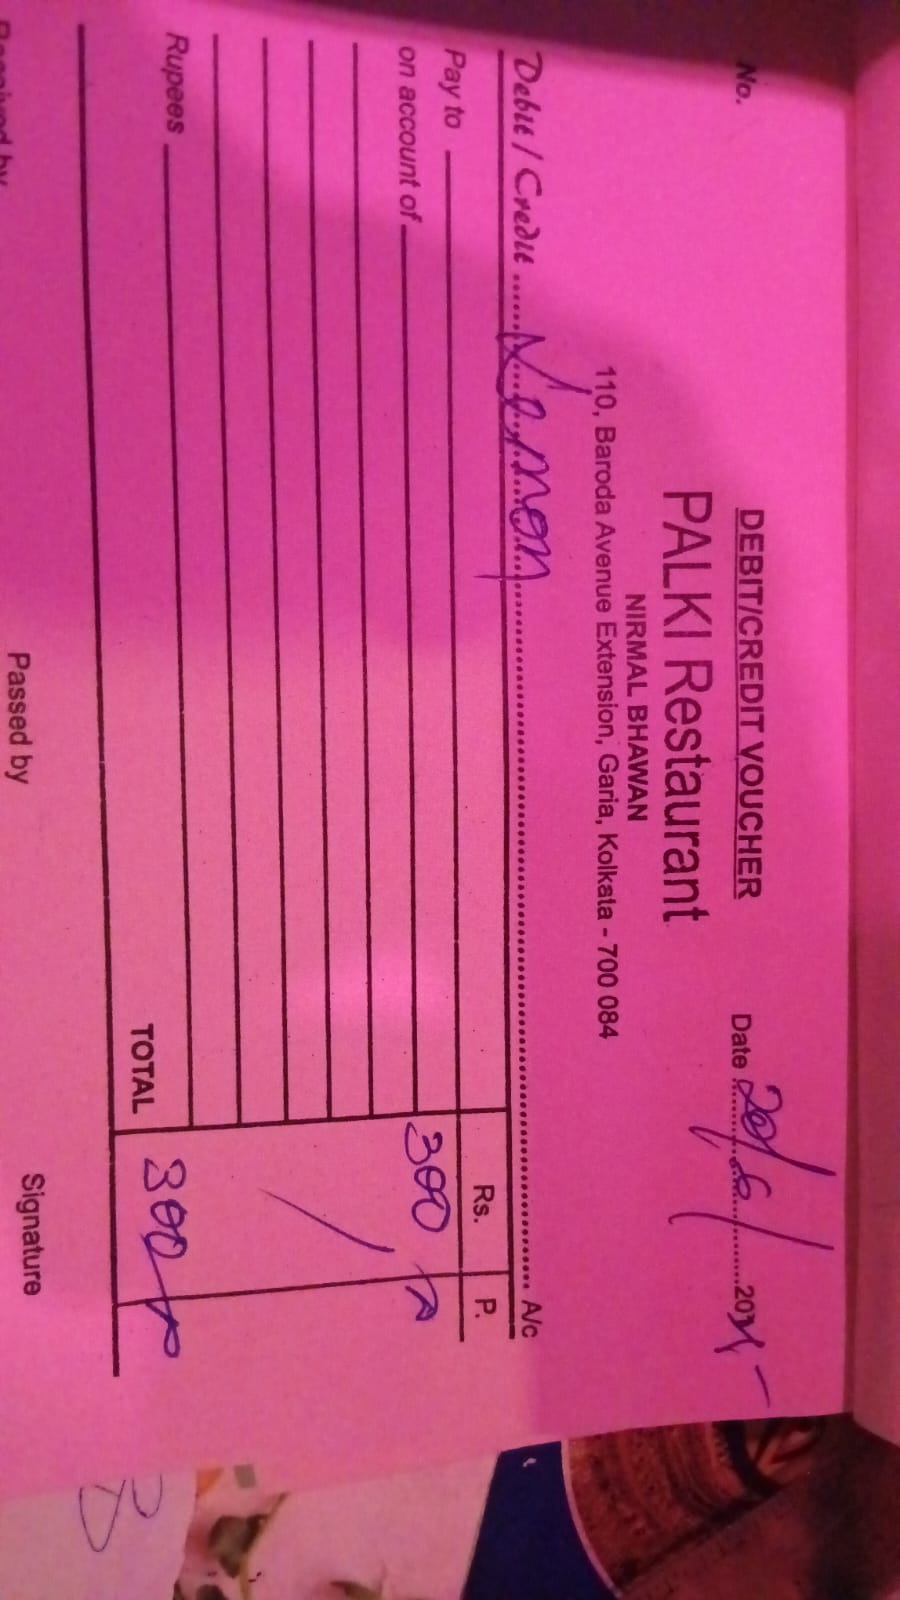 No.
DEBIT/CREDIT VOUCHER
Date 20/6/2025
PALKI Restaurant
NIRMAL BHAWAN
110, Baroda Avenue Extension, Garia, Kolkata - 700 084
Debit / Credit Lemon A/c
Rs. P.
Pay to
on account of 300
Rupees
TOTAL 300
Received by Passed by Signature